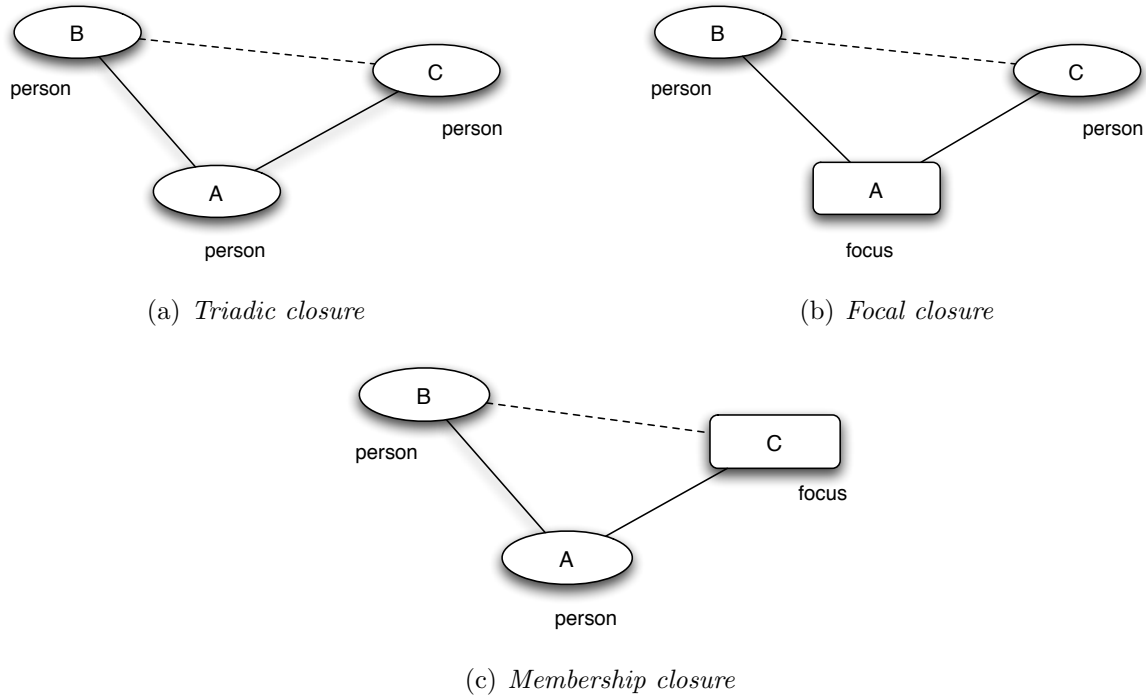 B
C
person
person
A
person
(a) Triadic closure
B
C
person
person
A
focus
(b) Focal closure
B
C
person
focus
A
person
(c) Membership closure